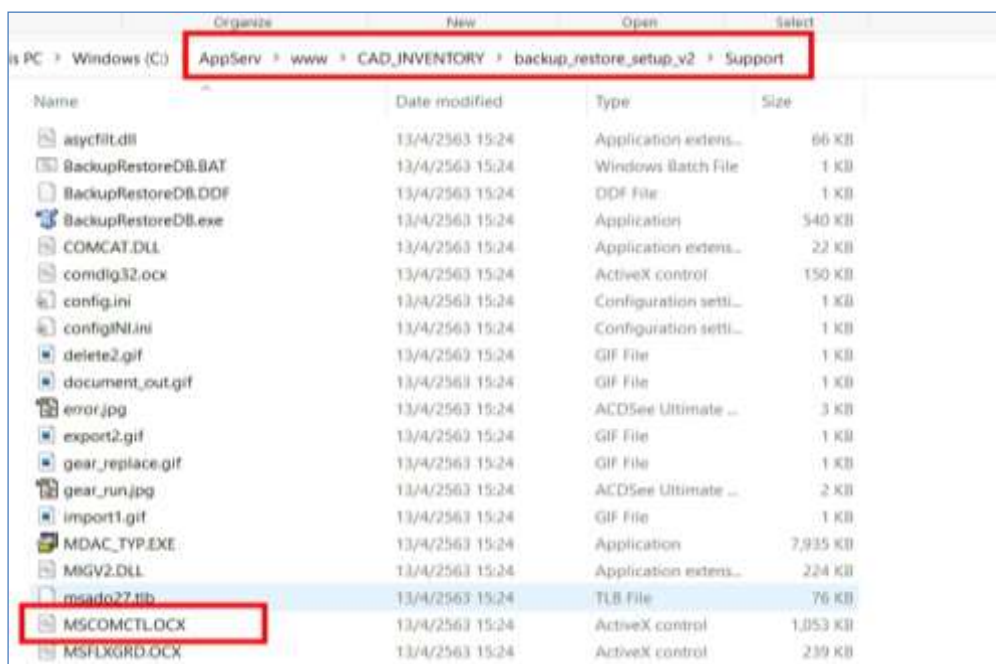 Organize New Open Select
is PC > Windows (C:) AppServ > www > CAD_INVENTORY > backup_restore_setup_v2 > Support
Name Date modified Type Size
asycfilt.dll 13/4/2563 15:24 Application extens... 66 KB
BackupRestoreDB.BAT 13/4/2563 15:24 Windows Batch File 1 KB
BackupRestoreDB.DDF 13/4/2563 15:24 DDF File 1 KB
BackupRestoreDB.exe 13/4/2563 15:24 Application 540 KB
COMCAT.DLL 13/4/2563 15:24 Application extens... 22 KB
comdlg32.ocx 13/4/2563 15:24 ActiveX control 150 KB
config.ini 13/4/2563 15:24 Configuration setti... 1 KB
configINI.ini 13/4/2563 15:24 Configuration setti... 1 KB
delete2.gif 13/4/2563 15:24 GIF File 1 KB
document_out.gif 13/4/2563 15:24 GIF File 1 KB
error.jpg 13/4/2563 15:24 ACDSee Ultimate ... 3 KB
export2.gif 13/4/2563 15:24 GIF File 1 KB
gear_replace.gif 13/4/2563 15:24 GIF File 1 KB
gear_run.jpg 13/4/2563 15:24 ACDSee Ultimate ... 2 KB
import1.gif 13/4/2563 15:24 GIF File 1 KB
MDAC_TYP.EXE 13/4/2563 15:24 Application 7,935 KB
MIGV2.DLL 13/4/2563 15:24 Application extens... 224 KB
msado27.tlb 13/4/2563 15:24 TLB File 76 KB
MSCOMCTL.OCX 13/4/2563 15:24 ActiveX control 1,053 KB
MSFLXGRD.OCX 13/4/2563 15:24 ActiveX control 239 KB